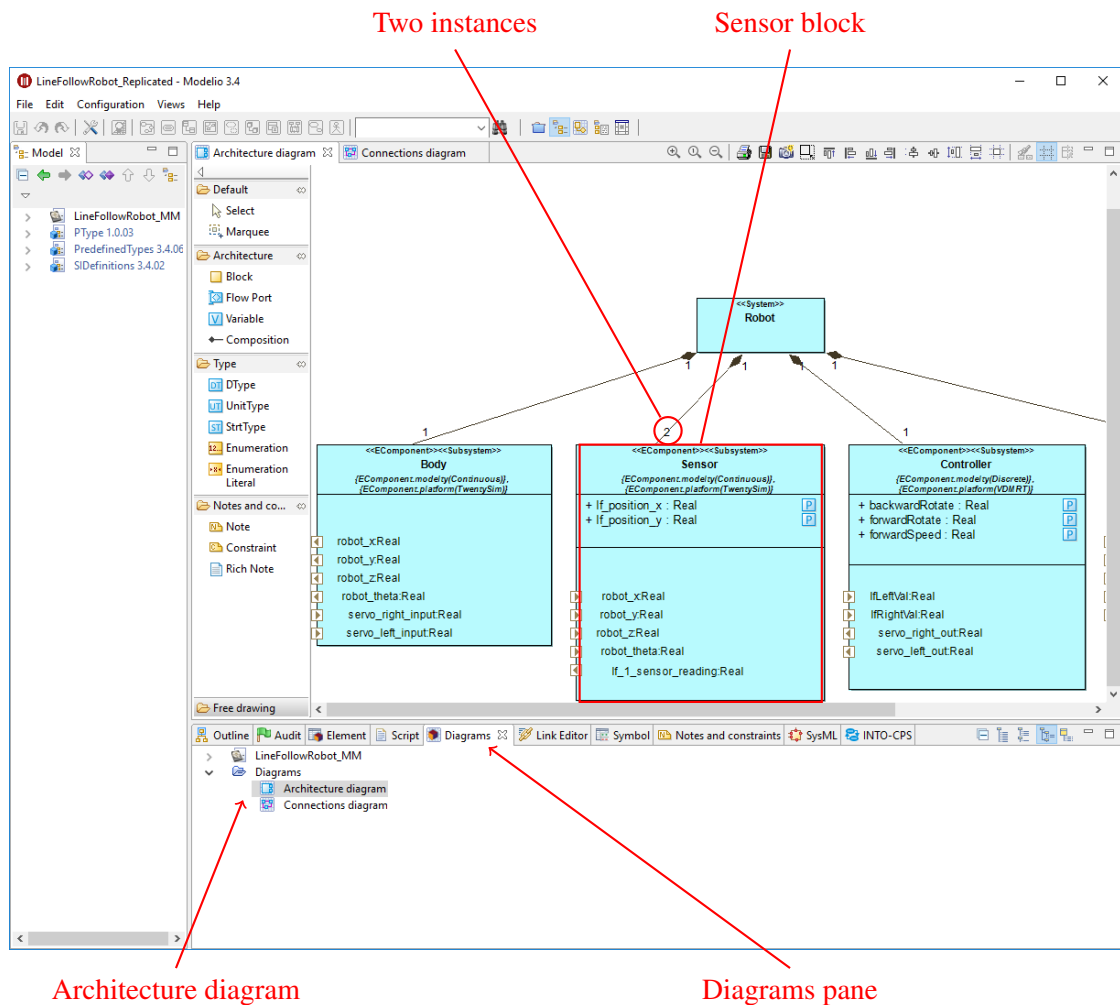 Two instances
Sensor block
LineFollowRobot_Replicated - Modelio 3.4
File Edit Configuration Views Help
Model
Architecture diagram
Connections diagram
LineFollowRobot_MM
PType 1.0.03
PredefinedTypes 3.4.06
SIDefinitions 3.4.02
Default
Select
Marquee
Architecture
Block
Flow Port
Variable
Composition
Type
DType
UnitType
StrtType
Enumeration
Enumeration
Literal
Notes and co...
Note
Constraint
Rich Note
Free drawing
<<System>>
Robot
1
1
1
1
1
2
1
<<EComponent>><<Subsystem>>
Body
{EComponent.modelty(Continuous)},
{EComponent.platform(TwentySim)}
robot_x:Real
robot_y:Real
robot_z:Real
robot_theta:Real
servo_right_input:Real
servo_left_input:Real
<<EComponent>><<Subsystem>>
Sensor
{EComponent.modelty(Continuous)},
{EComponent.platform(TwentySim)}
+ lf_position_x : Real P
+ lf_position_y : Real P
robot_x:Real
robot_y:Real
robot_z:Real
robot_theta:Real
lf_1_sensor_reading:Real
<<EComponent>><<Subsystem>>
Controller
{EComponent.modelty(Discrete)},
{EComponent.platform(VDMRT)}
+ backwardRotate : Real P
+ forwardRotate : Real P
+ forwardSpeed : Real P
lfLeftVal:Real
lfRightVal:Real
servo_right_out:Real
servo_left_out:Real
Outline Audit Element Script Diagrams Link Editor Symbol Notes and constraints SysML INTO-CPS
LineFollowRobot_MM
Diagrams
Architecture diagram
Connections diagram
Architecture diagram
Diagrams pane